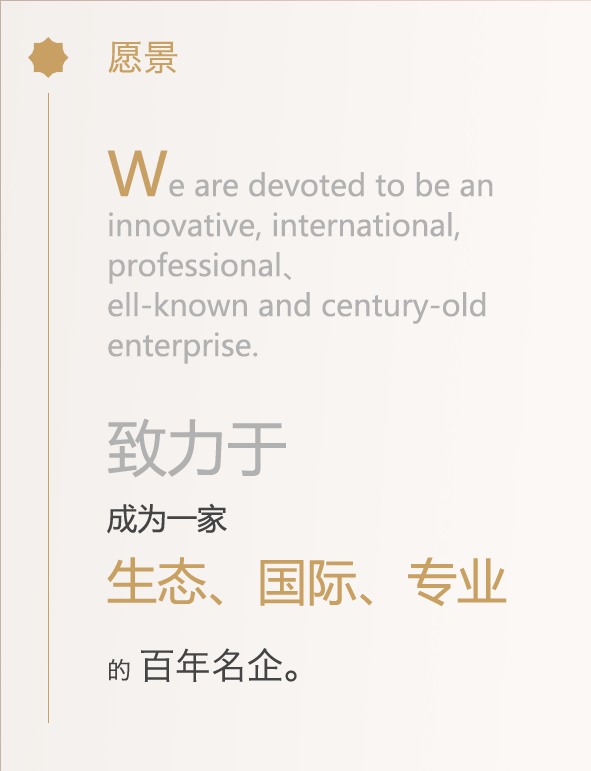 愿景
We are devoted to be an
innovative, international,
professional、
ell-known and century-old
enterprise.
致力于
成为一家
生态、国际、专业
的 百年名企。